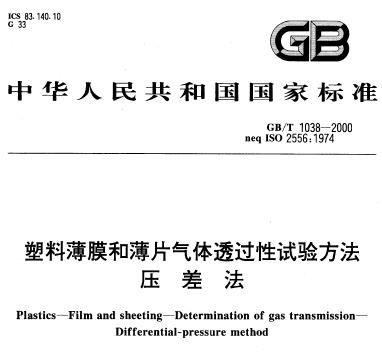 ICS 83.140.10
G 33
GB
中华人民共和国国家标准
GB/T 1038—2000
neq ISO 2556:1974
塑料薄膜和薄片气体透过性试验方法
压差法
Plastics—Film and sheeting—Determination of gas transmission—
Differential-pressure method